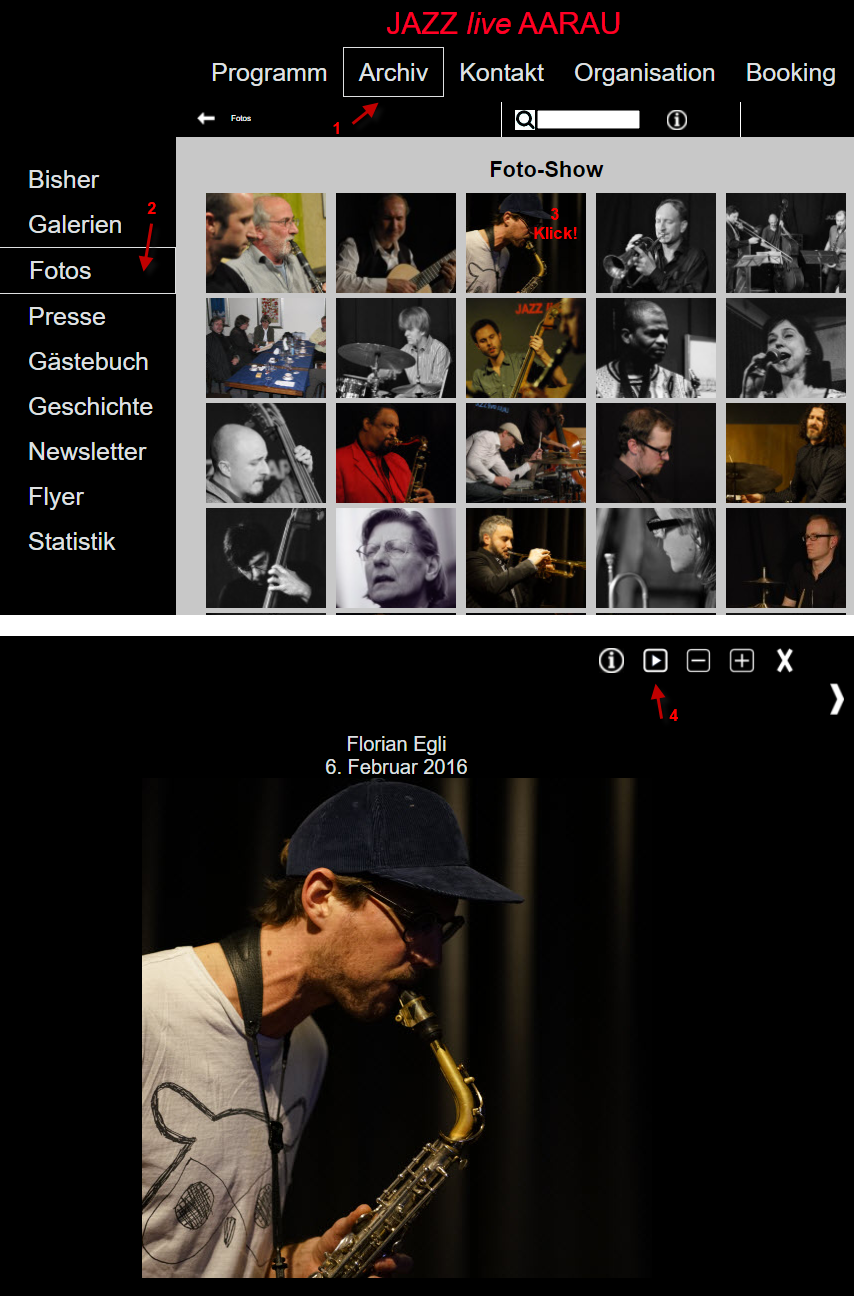 JAZZ live AARAU
Programm Archiv Kontakt Organisation Booking
1
Fotos
Bisher
Galerien
2
Fotos
Presse
Gästebuch
Geschichte
Newsletter
Flyer
Statistik
Foto-Show
3
Klick!
JAZZ li
4
Florian Egli
6. Februar 2016